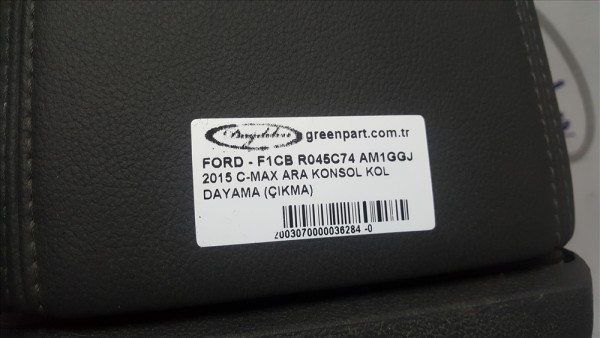 greenpart.com.tr
FORD - F1CB R045C74 AM1GGJ
2015 C-MAX ARA KONSOL KOL
DAYAMA (ÇIKMA)
2003070000036284 -0